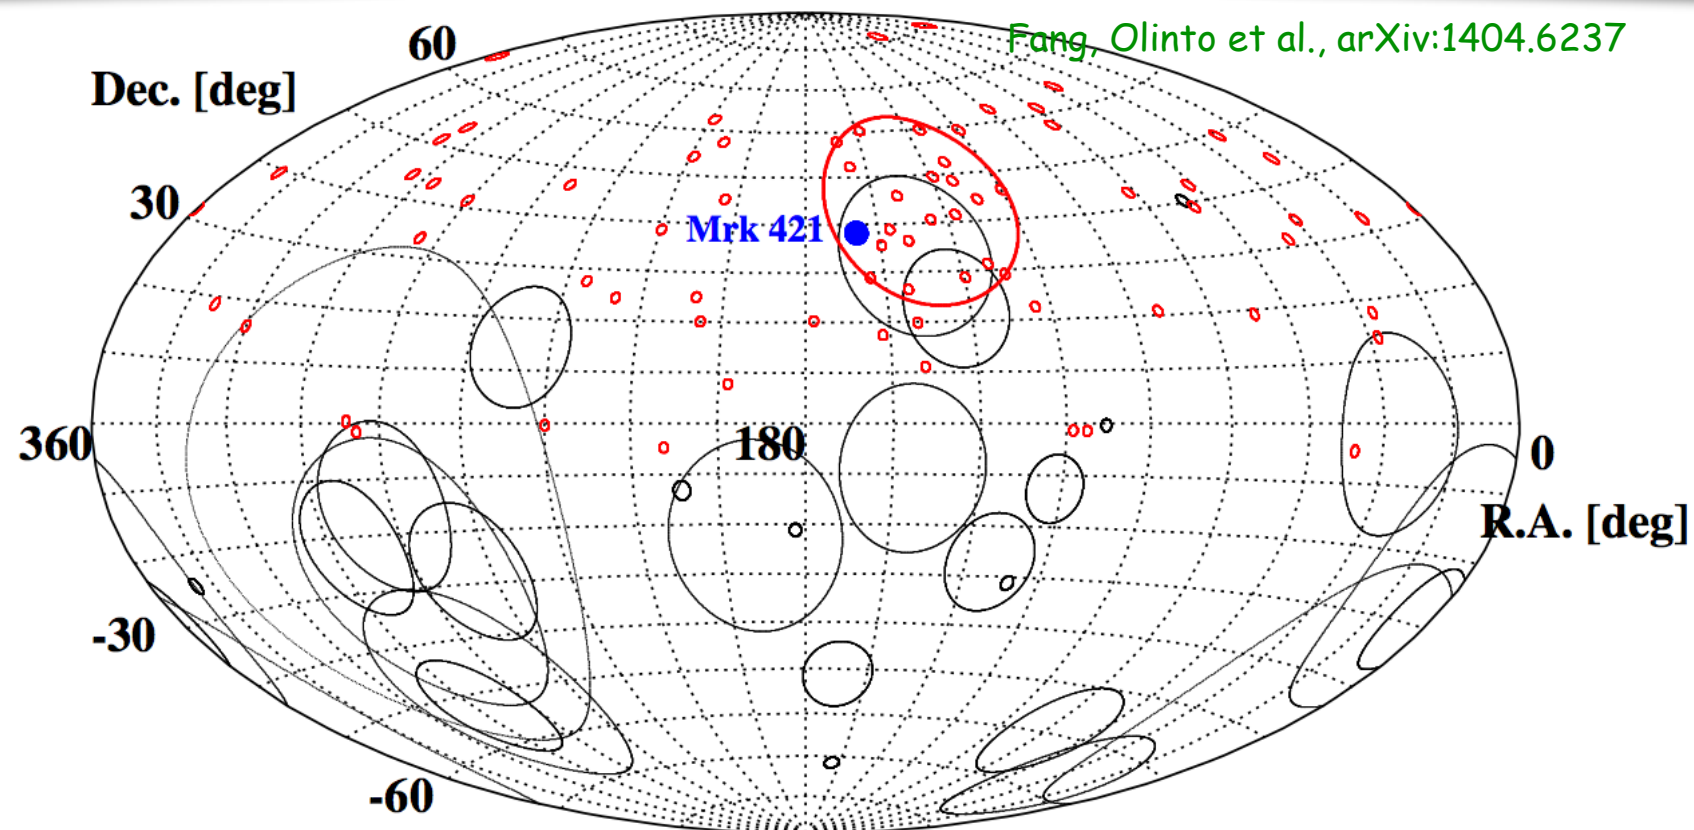 Fang, Olinto et al., arXiv:1404.6237
60
Dec. [deg]
30
Mrk 421
360
180
0
R.A. [deg]
-30
-60